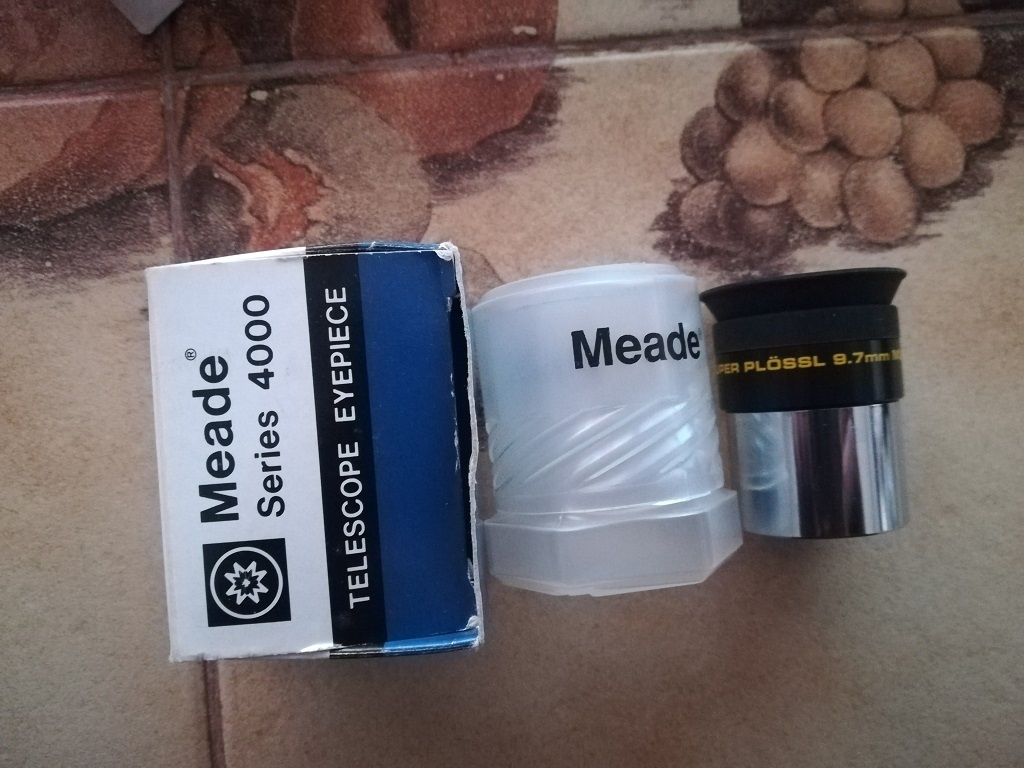 Meade®
Series 4000
TELESCOPE EYEPIECE
Meade
PLÖSSL 9.7mm